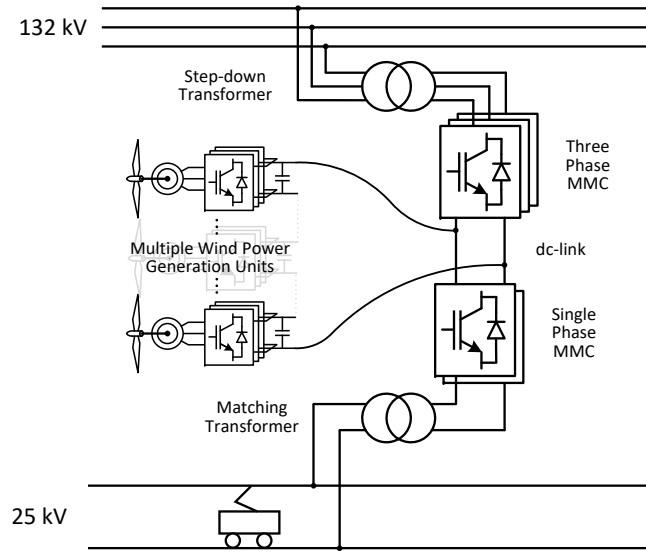 132 kV
Step-down
Transformer
Three
Phase
MMC
Multiple Wind Power
Generation Units
dc-link
Single
Phase
MMC
Matching
Transformer
25 kV